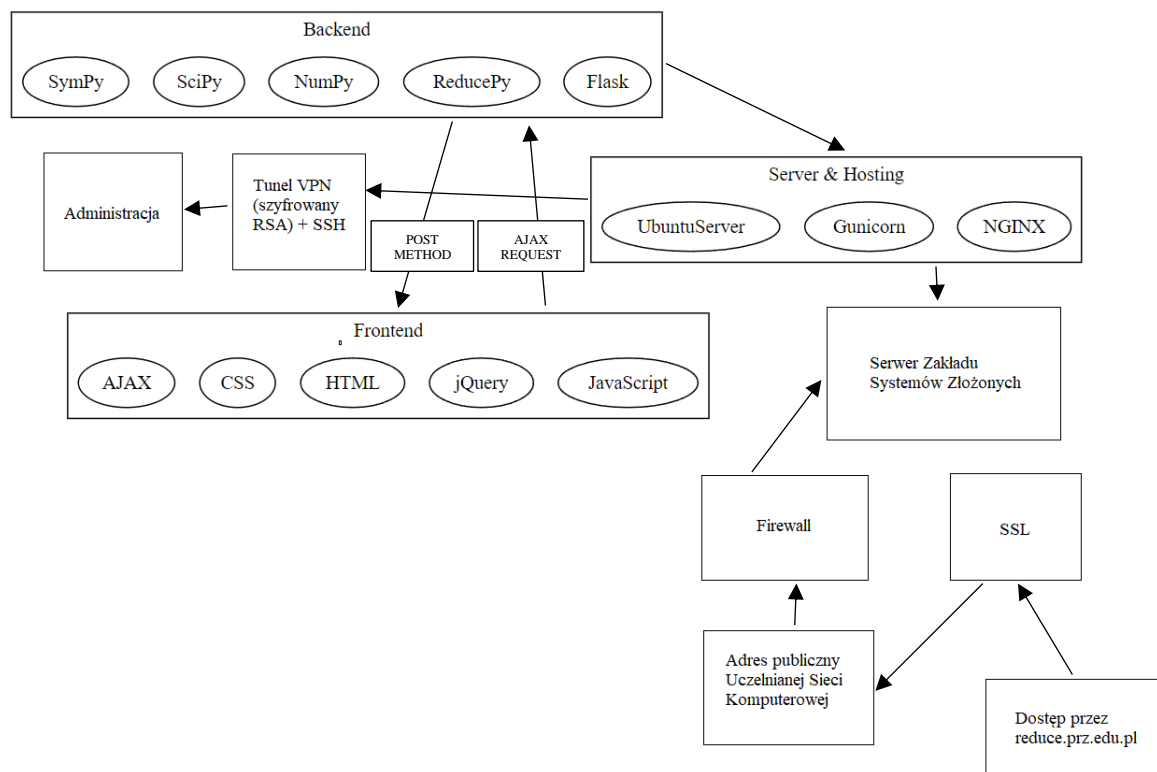 Backend
SymPy
SciPy
NumPy
ReducePy
Flask
Administracja
Tunel VPN
(szyfrowany
RSA) + SSH
POST
METHOD
AJAX
REQUEST
Server & Hosting
UbuntuServer
Gunicorn
NGINX
Frontend
AJAX
CSS
HTML
jQuery
JavaScript
Serwer Zakładu
Systemów Złożonych
Firewall
SSL
Adres publiczny
Uczelnianej Sieci
Komputerowej
Dostęp przez
reduce.prz.edu.pl